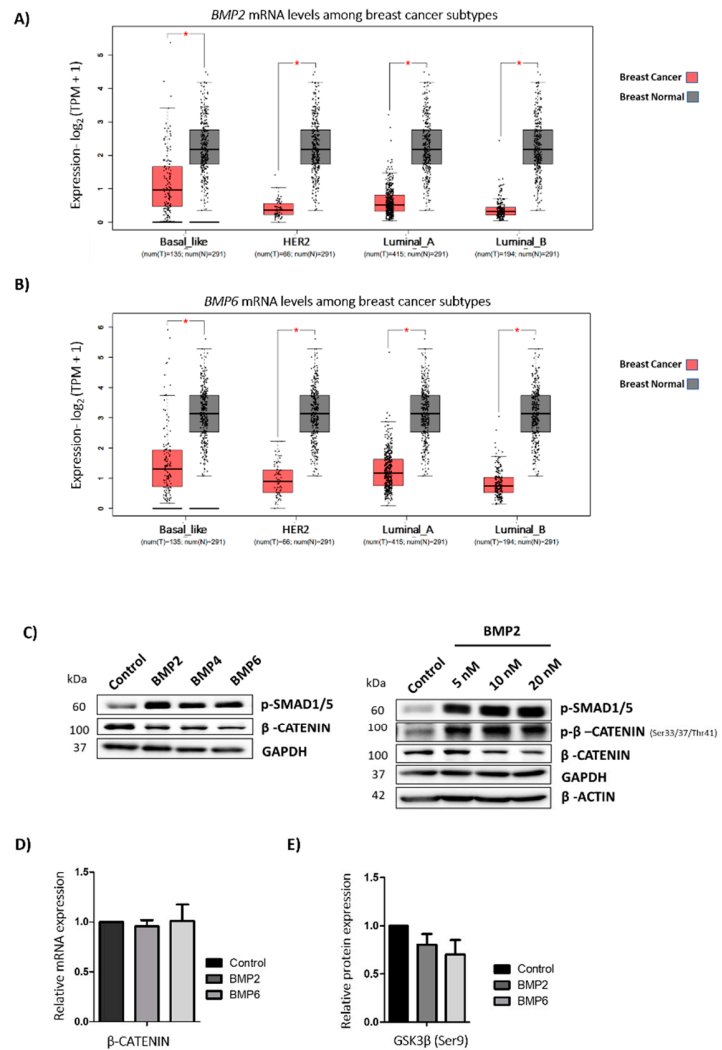 A)
BMP2 mRNA levels among breast cancer subtypes
Expression- log2 (TPM + 1)
5
4
3
2
1
0
* * * *
Breast Cancer
Breast Normal
Basal_like HER2 Luminal_A Luminal_B
(num(T)=135; num(N)=291) (num(T)=66; num(N)=291) (num(T)=415; num(N)=291) (num(T)=194; num(N)=291)
B)
BMP6 mRNA levels among breast cancer subtypes
Expression- log2 (TPM + 1)
6
5
4
3
2
1
0
* * * *
Breast Cancer
Breast Normal
Basal_like HER2 Luminal_A Luminal_B
(num(T)=135; num(N)=291) (num(T)=66; num(N)=291) (num(T)=415; num(N)=291) (num(T)=194; num(N)=291)
C)
kDa Control BMP2 BMP4 BMP6
60 p-SMAD1/5
100 β -CATENIN
37 GAPDH
BMP2
kDa Control 5 nM 10 nM 20 nM
60 p-SMAD1/5
100 p-β –CATENIN (Ser33/37/Thr41)
100 β -CATENIN
37 GAPDH
42 β -ACTIN
D)
Relative mRNA expression
1.5
1.0
0.5
0.0
Control
BMP2
BMP6
β-CATENIN
E)
Relative protein expression
1.5
1.0
0.5
0.0
Control
BMP2
BMP6
GSK3β (Ser9)